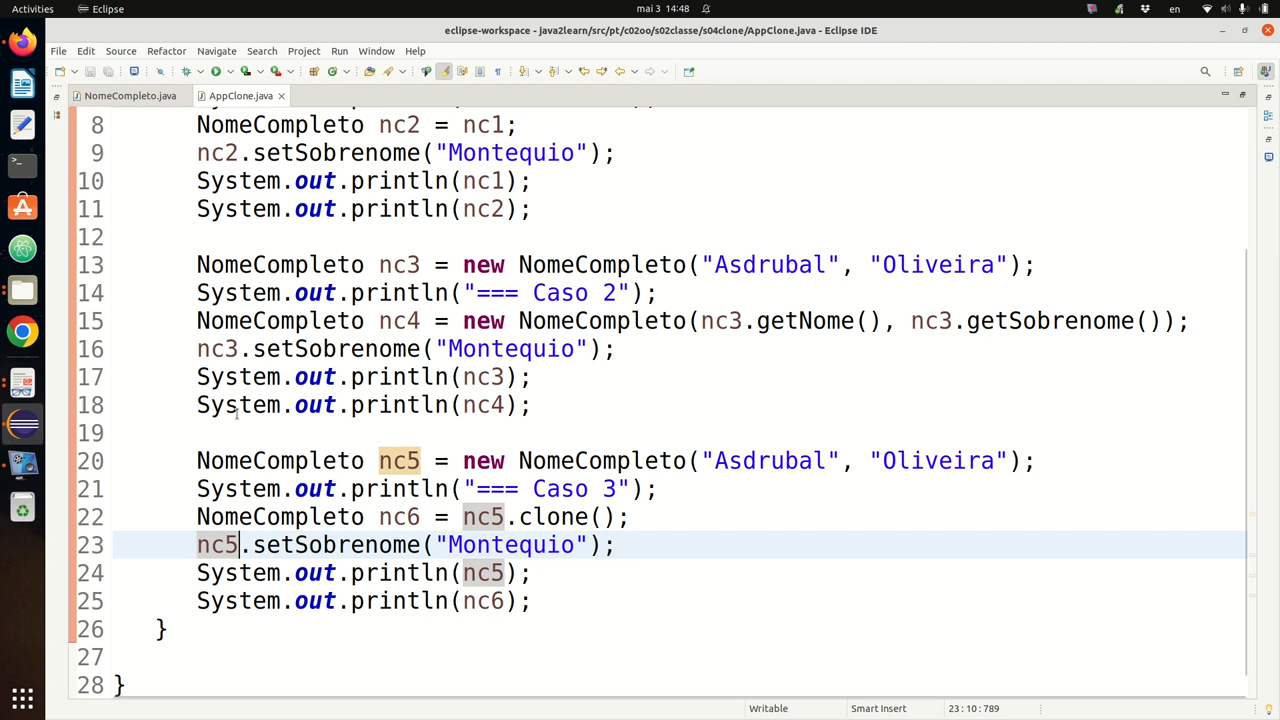 Activities
Eclipse
mai 3 14:48
en
eclipse-workspace - java2learn/src/pt/c02oo/s02classe/s04clone/AppClone.java - Eclipse IDE
File Edit Source Refactor Navigate Search Project Run Window Help
NomeCompleto.java
AppClone.java
8 NomeCompleto nc2 = nc1;
9 nc2.setSobrenome("Montequio");
10 System.out.println(nc1);
11 System.out.println(nc2);
12
13 NomeCompleto nc3 = new NomeCompleto("Asdrubal", "Oliveira");
14 System.out.println("=== Caso 2");
15 NomeCompleto nc4 = new NomeCompleto(nc3.getNome(), nc3.getSobrenome());
16 nc3.setSobrenome("Montequio");
17 System.out.println(nc3);
18 System.out.println(nc4);
19
20 NomeCompleto nc5 = new NomeCompleto("Asdrubal", "Oliveira");
21 System.out.println("=== Caso 3");
22 NomeCompleto nc6 = nc5.clone();
23 nc5.setSobrenome("Montequio");
24 System.out.println(nc5);
25 System.out.println(nc6);
26 }
27
28 }
Writable
Smart Insert
23 : 10 : 789